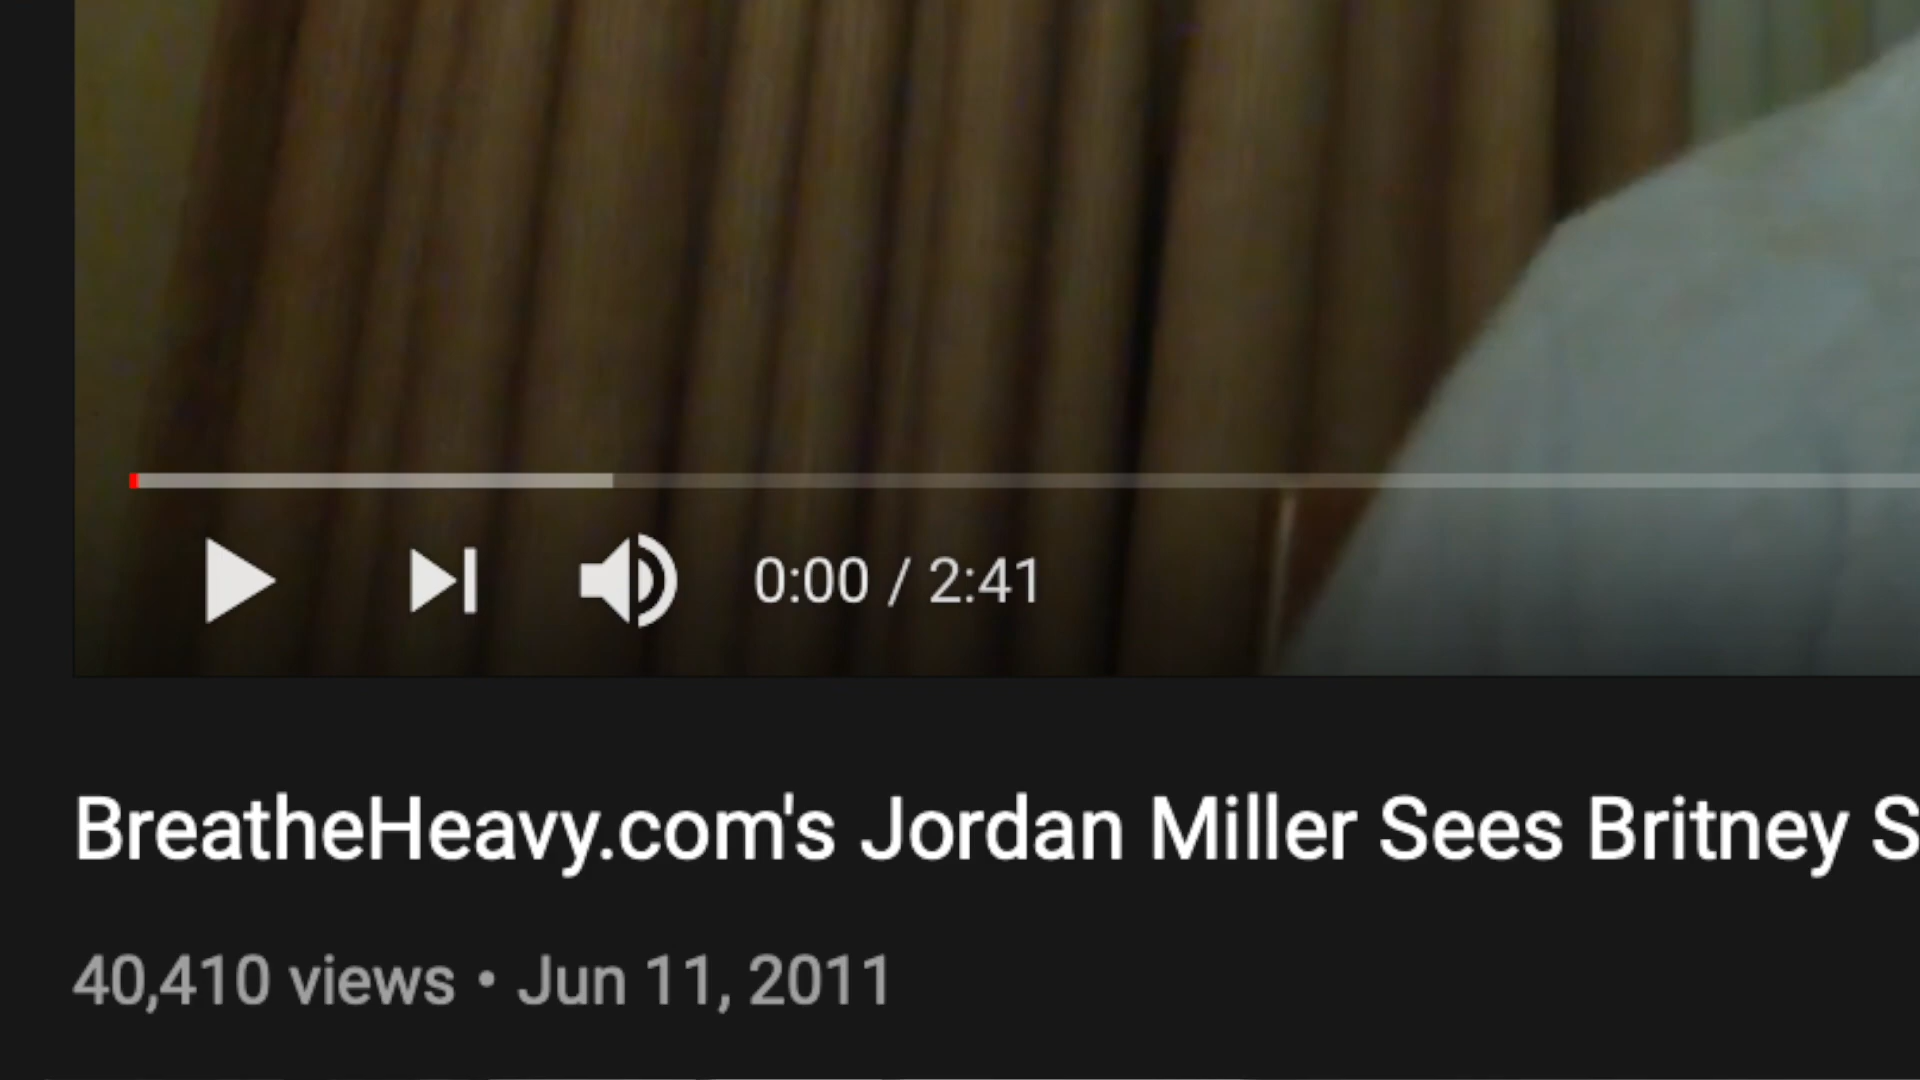 0:00 / 2:41
BreatheHeavy.com's Jordan Miller Sees Britney S
40,410 views • Jun 11, 2011